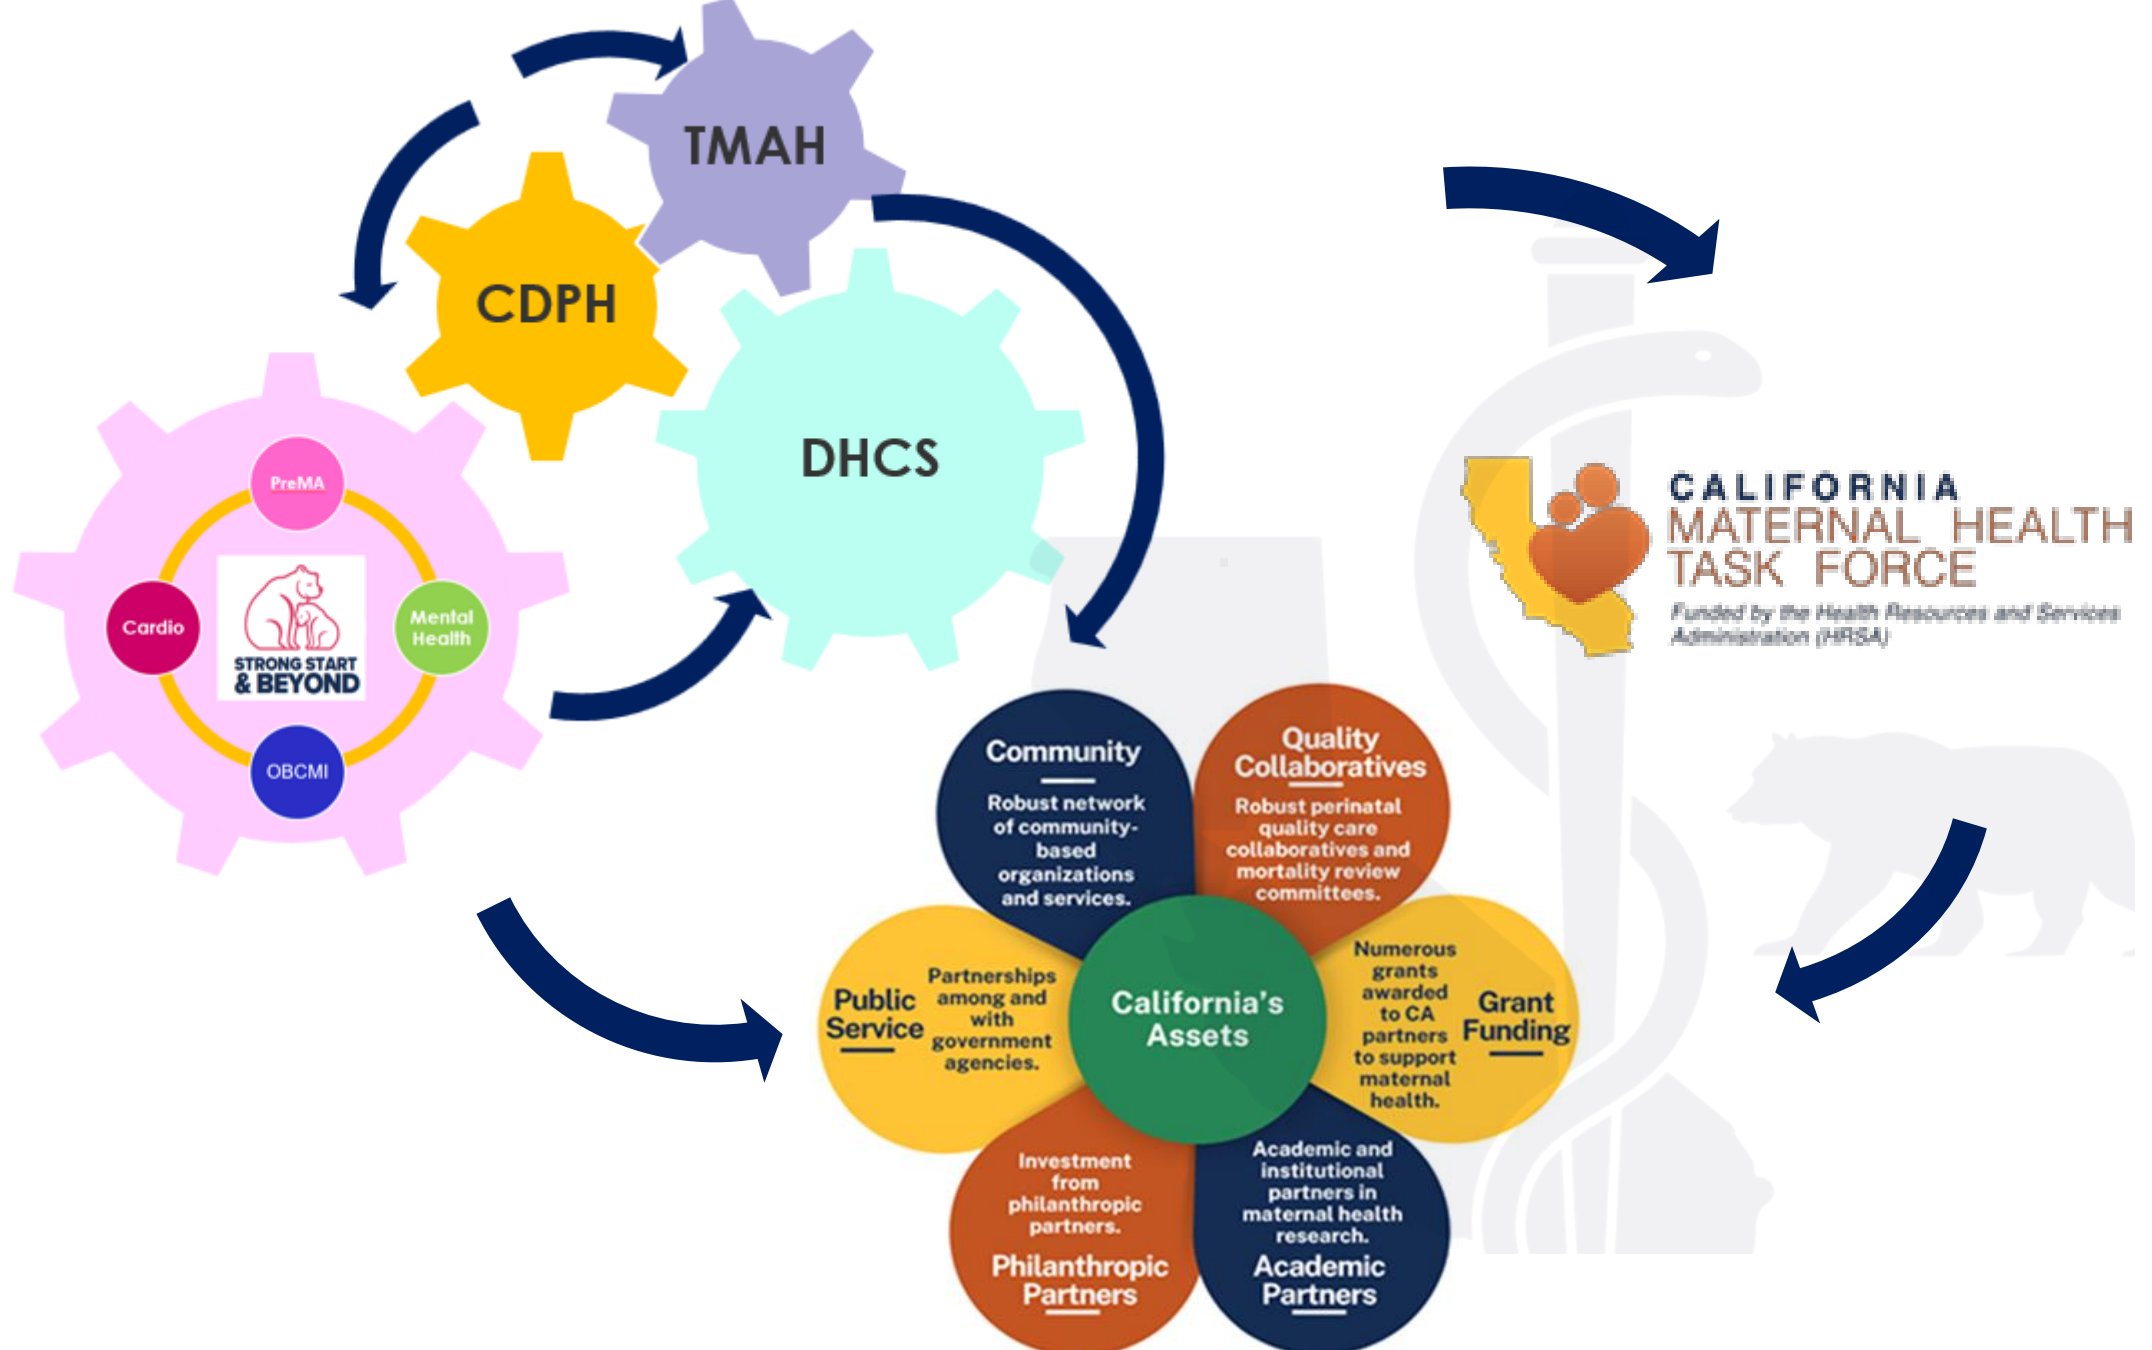 TMAH
CDPH
DHCS
PreMA
Cardio
Mental
Health
OBCMI
STRONG START
& BEYOND
CALIFORNIA
MATERNAL HEALTH
TASK FORCE
Funded by the Health Resources and Services
Administration (HRSA)
Community
Robust network
of community-
based
organizations
and services.
Quality
Collaboratives
Robust perinatal
quality care
collaboratives and
mortality review
committees.
Public
Service
Partnerships
among and
with
government
agencies.
California's
Assets
Numerous
grants
awarded
to CA
partners
to support
maternal
health.
Grant
Funding
Investment
from
philanthropic
partners.
Philanthropic
Partners
Academic and
institutional
partners in
maternal health
research.
Academic
Partners